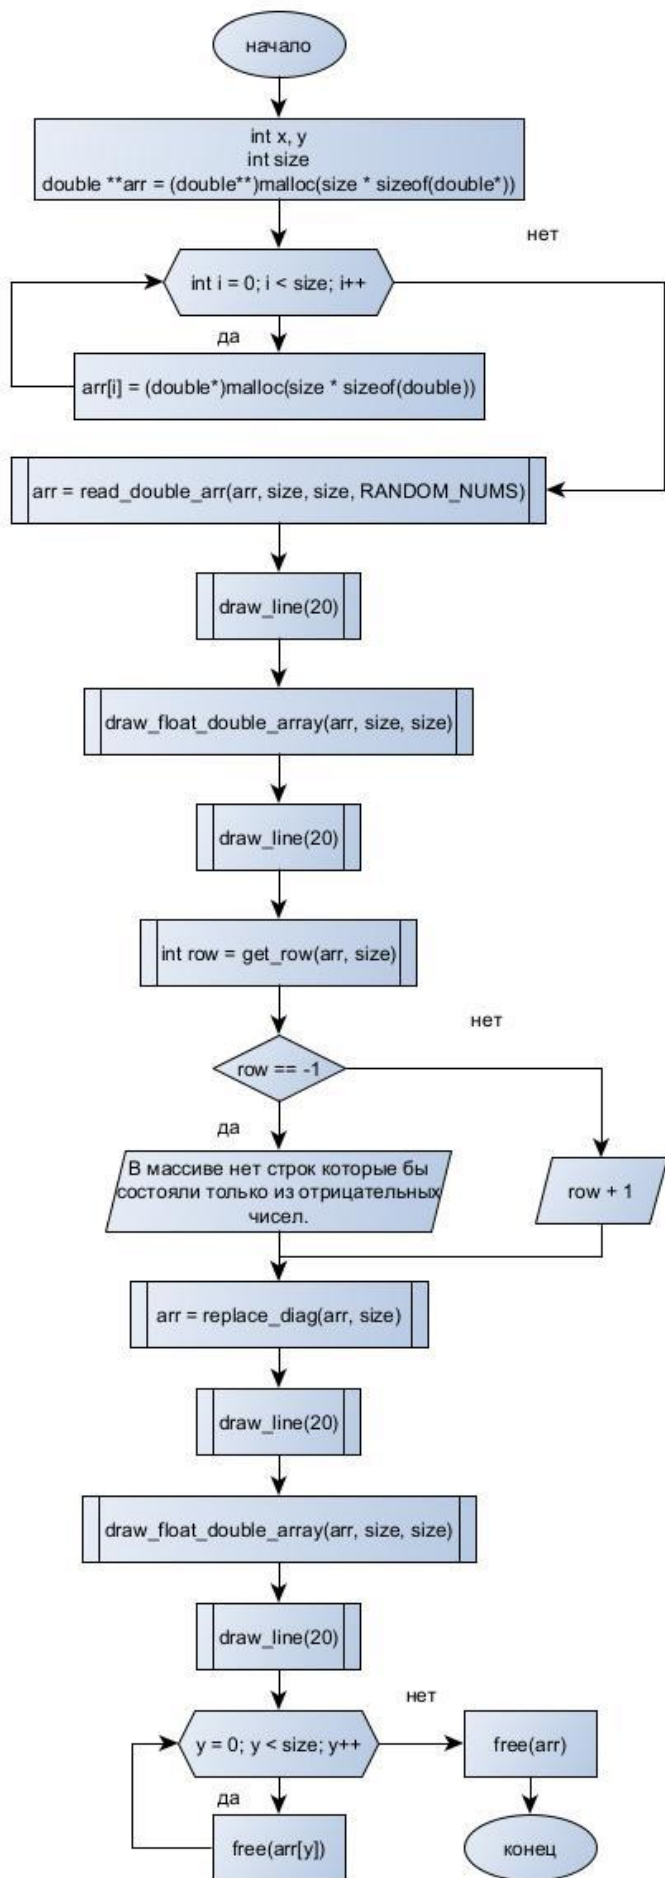 начало
int x, y
int size
double **arr = (double**)malloc(size * sizeof(double*))
нет
int i = 0; i < size; i++
да
arr[i] = (double*)malloc(size * sizeof(double))
arr = read_double_arr(arr, size, size, RANDOM_NUMS)
draw_line(20)
draw_float_double_array(arr, size, size)
draw_line(20)
int row = get_row(arr, size)
нет
row == -1
да
В массиве нет строк которые бы
состояли только из отрицательных
чисел.
row + 1
arr = replace_diag(arr, size)
draw_line(20)
draw_float_double_array(arr, size, size)
draw_line(20)
нет
y = 0; y < size; y++
free(arr)
да
free(arr[y])
конец